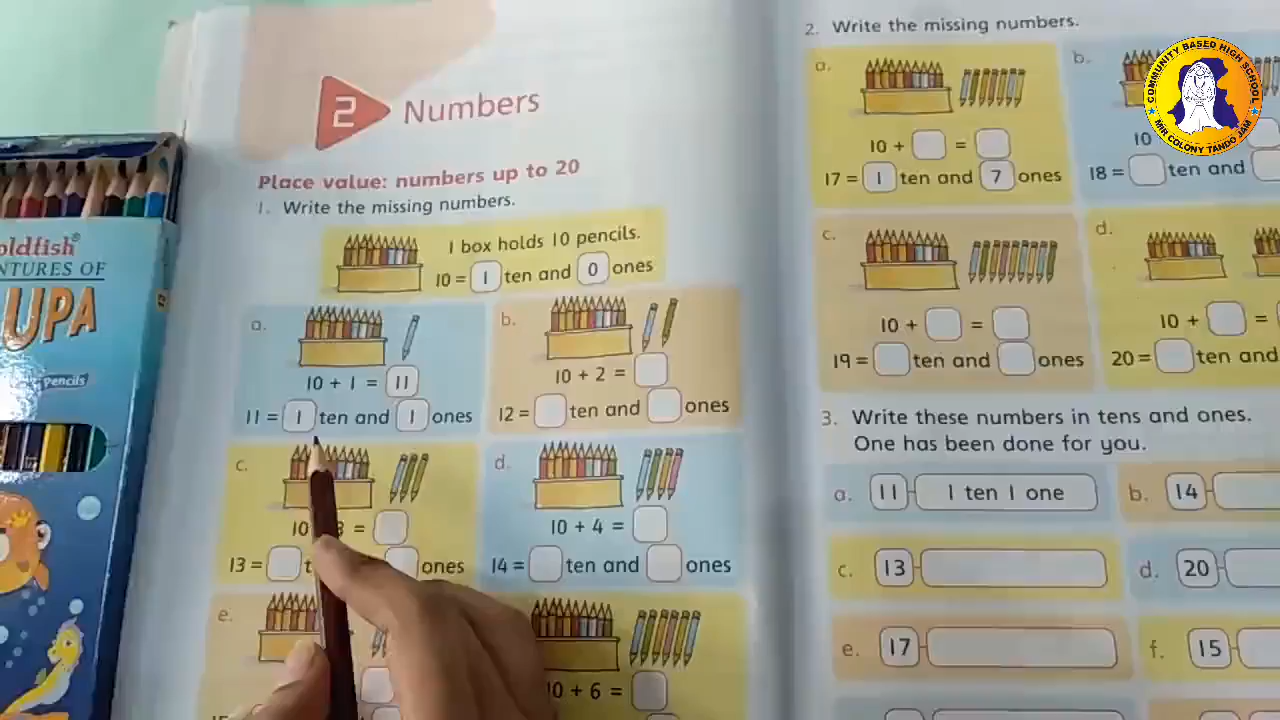 oldfish
NTURES OF
UPA
Pencils
2 Numbers
Place value: numbers up to 20
1. Write the missing numbers.
1 box holds 10 pencils.
10 = 1 ten and 0 ones
a.
10 + 1 = 11
11 = 1 ten and 1 ones
b.
10 + 2 =
12 = ten and ones
c.
10 3 =
13 = ones
d.
10 + 4 =
14 = ten and ones
e.
10 + 6 =
2. Write the missing numbers.
a.
10 + =
17 = 1 ten and 7 ones
b.
10
18 = ten and
c.
10 + =
19 = ten and ones
d.
10 + =
20 = ten and
3. Write these numbers in tens and ones.
One has been done for you.
a. 11 1 ten 1 one
b. 14
c. 13
d. 20
e. 17
f. 15
COMMUNITY BASED HIGH SCHOOL
MIR COLONY TANDO JAM